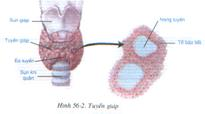 Sụn giáp
Tuyến giáp
Eo tuyến
Sụn khí
quản
Nang tuyến
Tế bào tiết
Hình 56-2. Tuyến giáp